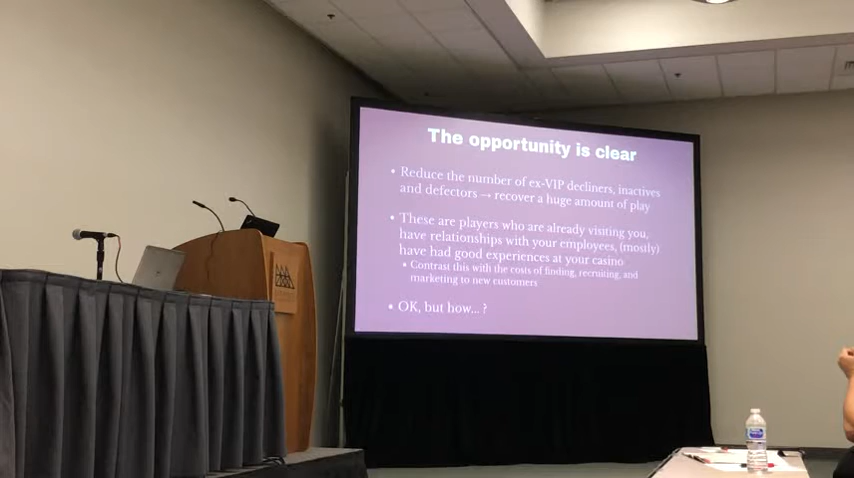 The opportunity is clear
• Reduce the number of ex-VIP decliners, inactives
and defectors → recover a huge amount of play
• These are players who are already visiting you,
have relationships with your employees, (mostly)
have had good experiences at your casino
• Contrast this with the costs of finding, recruiting, and
marketing to new customers
• OK, but how... ?